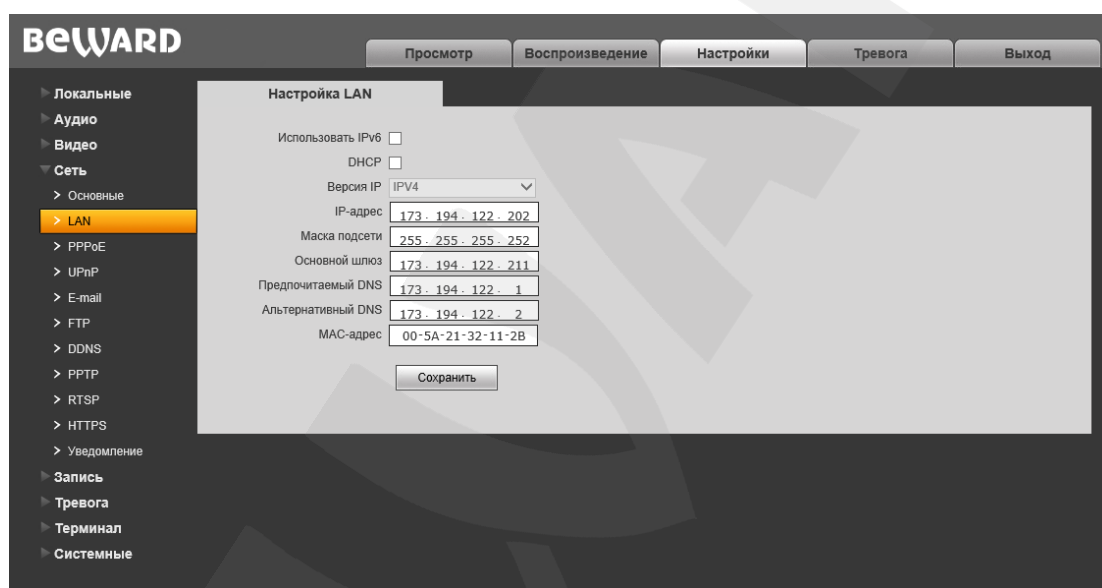 BEWARD
Просмотр Воспроизведение Настройки Тревога Выход
Локальные
Аудио
Видео
Сеть
> Основные
> LAN
> PPPoE
> UPnP
> E-mail
> FTP
> DDNS
> PPTP
> RTSP
> HTTPS
> Уведомление
Запись
Тревога
Терминал
Системные
Настройка LAN
Использовать IPv6
DHCP
Версия IP IPV4
IP-адрес 173. 194. 122. 202
Маска подсети 255. 255. 255. 252
Основной шлюз 173. 194. 122. 211
Предпочитаемый DNS 173. 194. 122. 1
Альтернативный DNS 173. 194. 122. 2
MAC-адрес 00-5A-21-32-11-2B
Сохранить